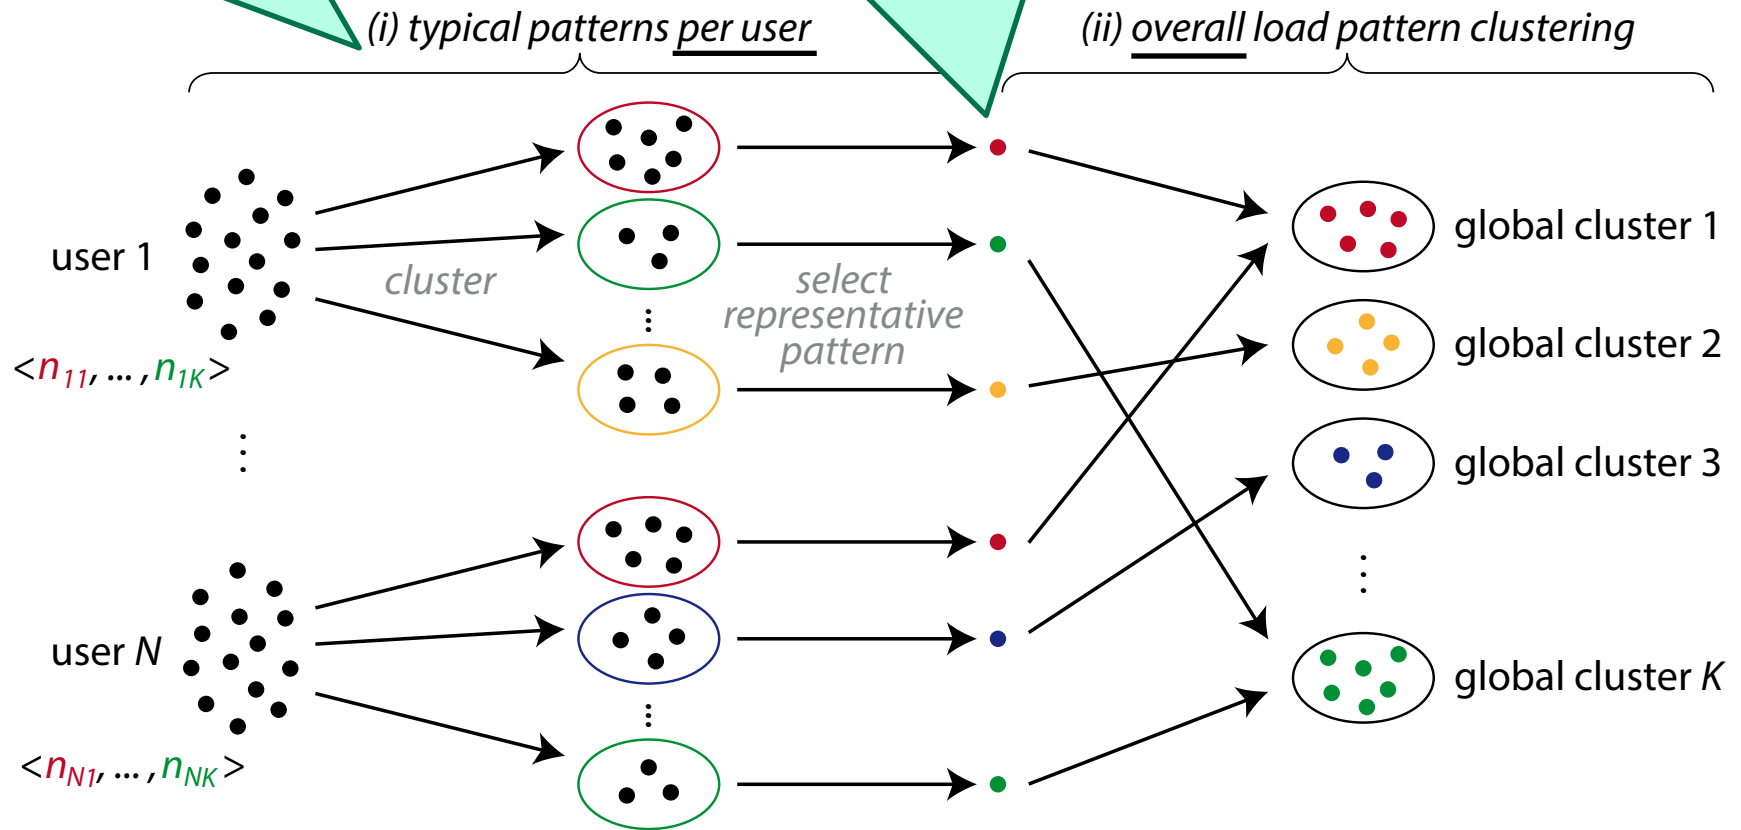 (i) typical patterns per user
(ii) overall load pattern clustering
user 1
cluster
select
representative
pattern
<n11, ... , n1K>
global cluster 1
global cluster 2
global cluster 3
user N
<nN1, ... , nNK>
global cluster K